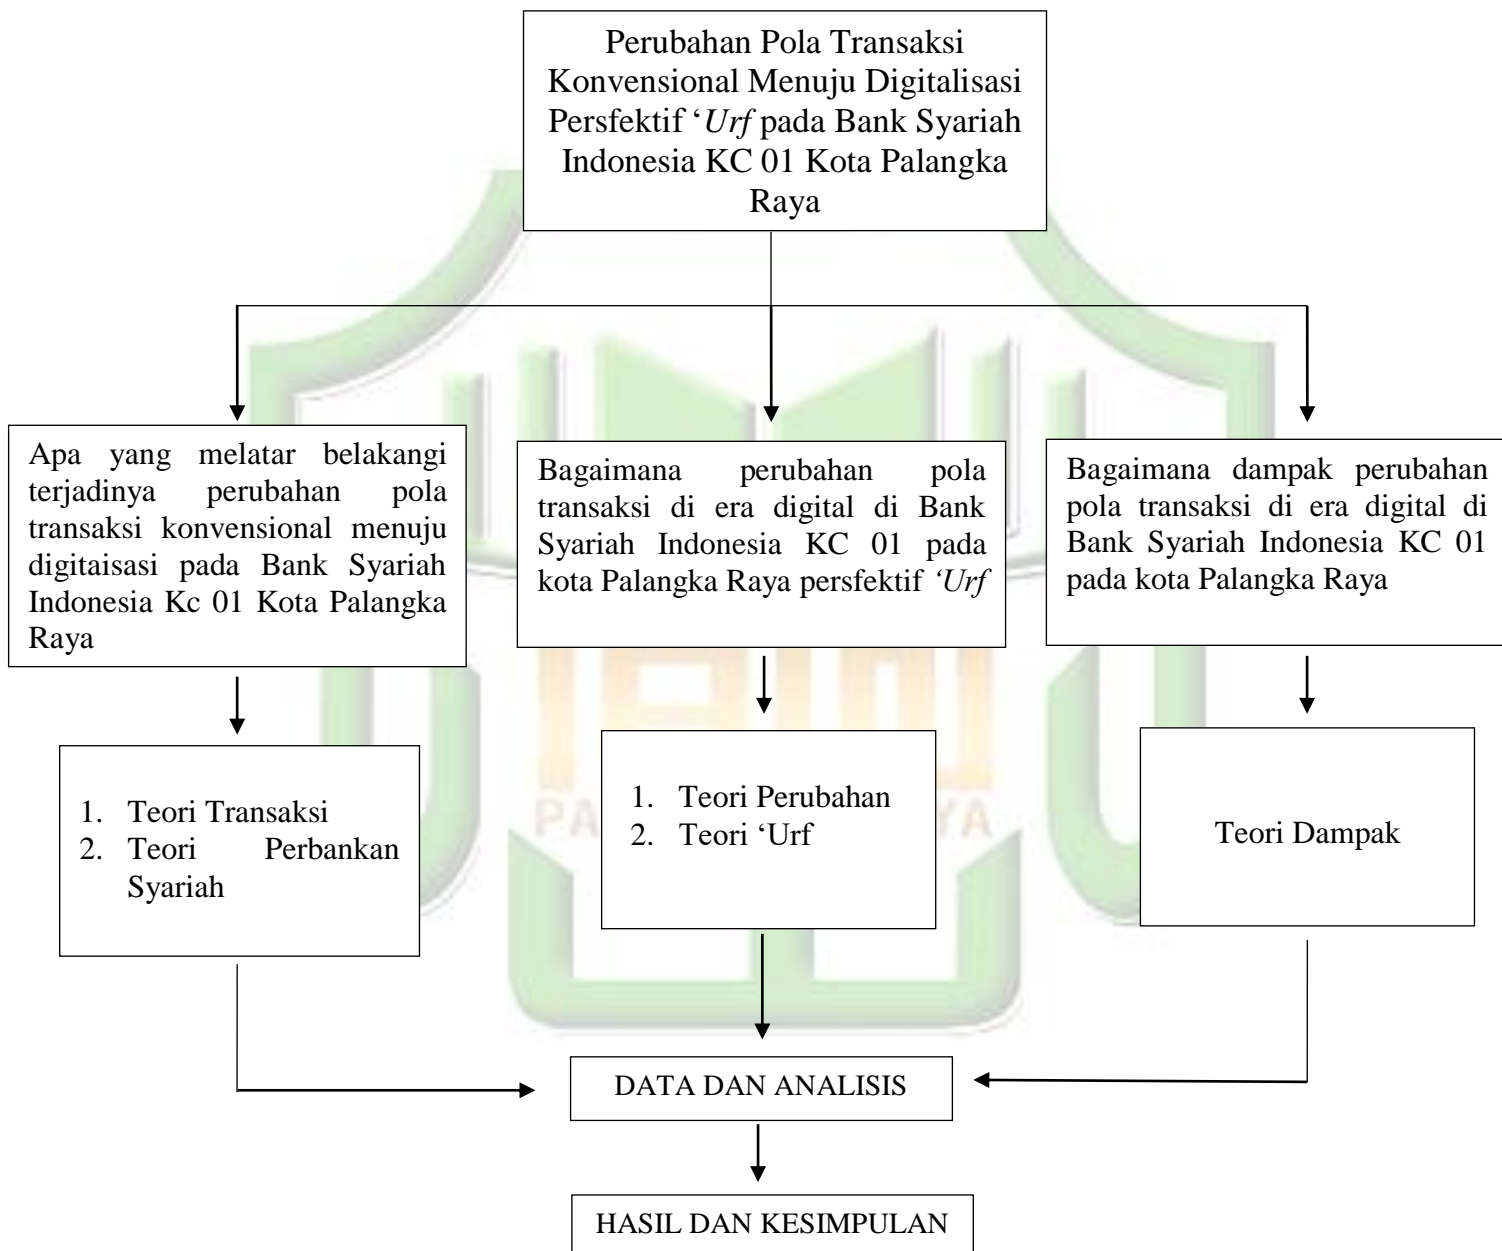 Perubahan Pola Transaksi
Konvensional Menuju Digitalisasi
Persfektif ‘Urf pada Bank Syariah
Indonesia KC 01 Kota Palangka
Raya
Apa yang melatar belakangi
terjadinya perubahan pola
transaksi konvensional menuju
digitaisasi pada Bank Syariah
Indonesia Kc 01 Kota Palangka
Raya
Bagaimana perubahan pola
transaksi di era digital di Bank
Syariah Indonesia KC 01 pada
kota Palangka Raya persfektif ‘Urf
Bagaimana dampak perubahan
pola transaksi di era digital di
Bank Syariah Indonesia KC 01
pada kota Palangka Raya
1. Teori Transaksi
2. Teori Perbankan
Syariah
1. Teori Perubahan
2. Teori ‘Urf
Teori Dampak
DATA DAN ANALISIS
HASIL DAN KESIMPULAN